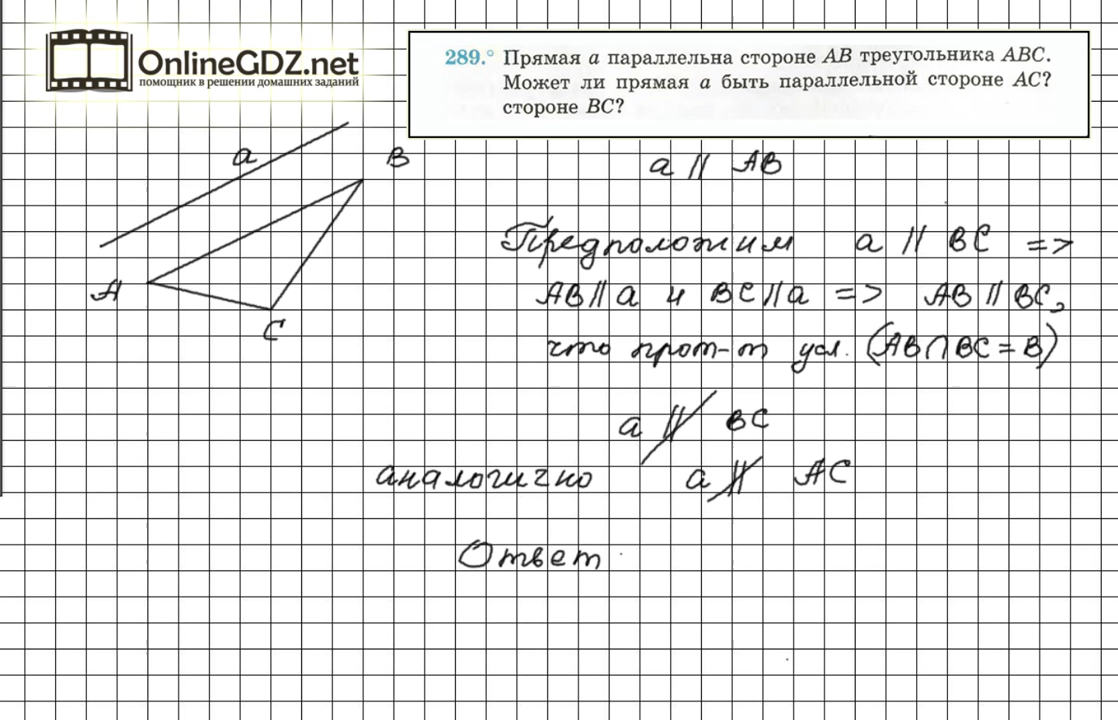 OnlineGDZ.net
помощник в решении домашних заданий
289.° Прямая a параллельна стороне AB треугольника ABC.
Может ли прямая a быть параллельной стороне AC?
стороне BC?
a
B
A
C
a || AB
Предположим a || BC =>
AB || a и BC || a => AB || BC,
что прот-т усл. (AB ∩ BC = B)
a ∦ BC
аналогично a ∦ AC
Ответ